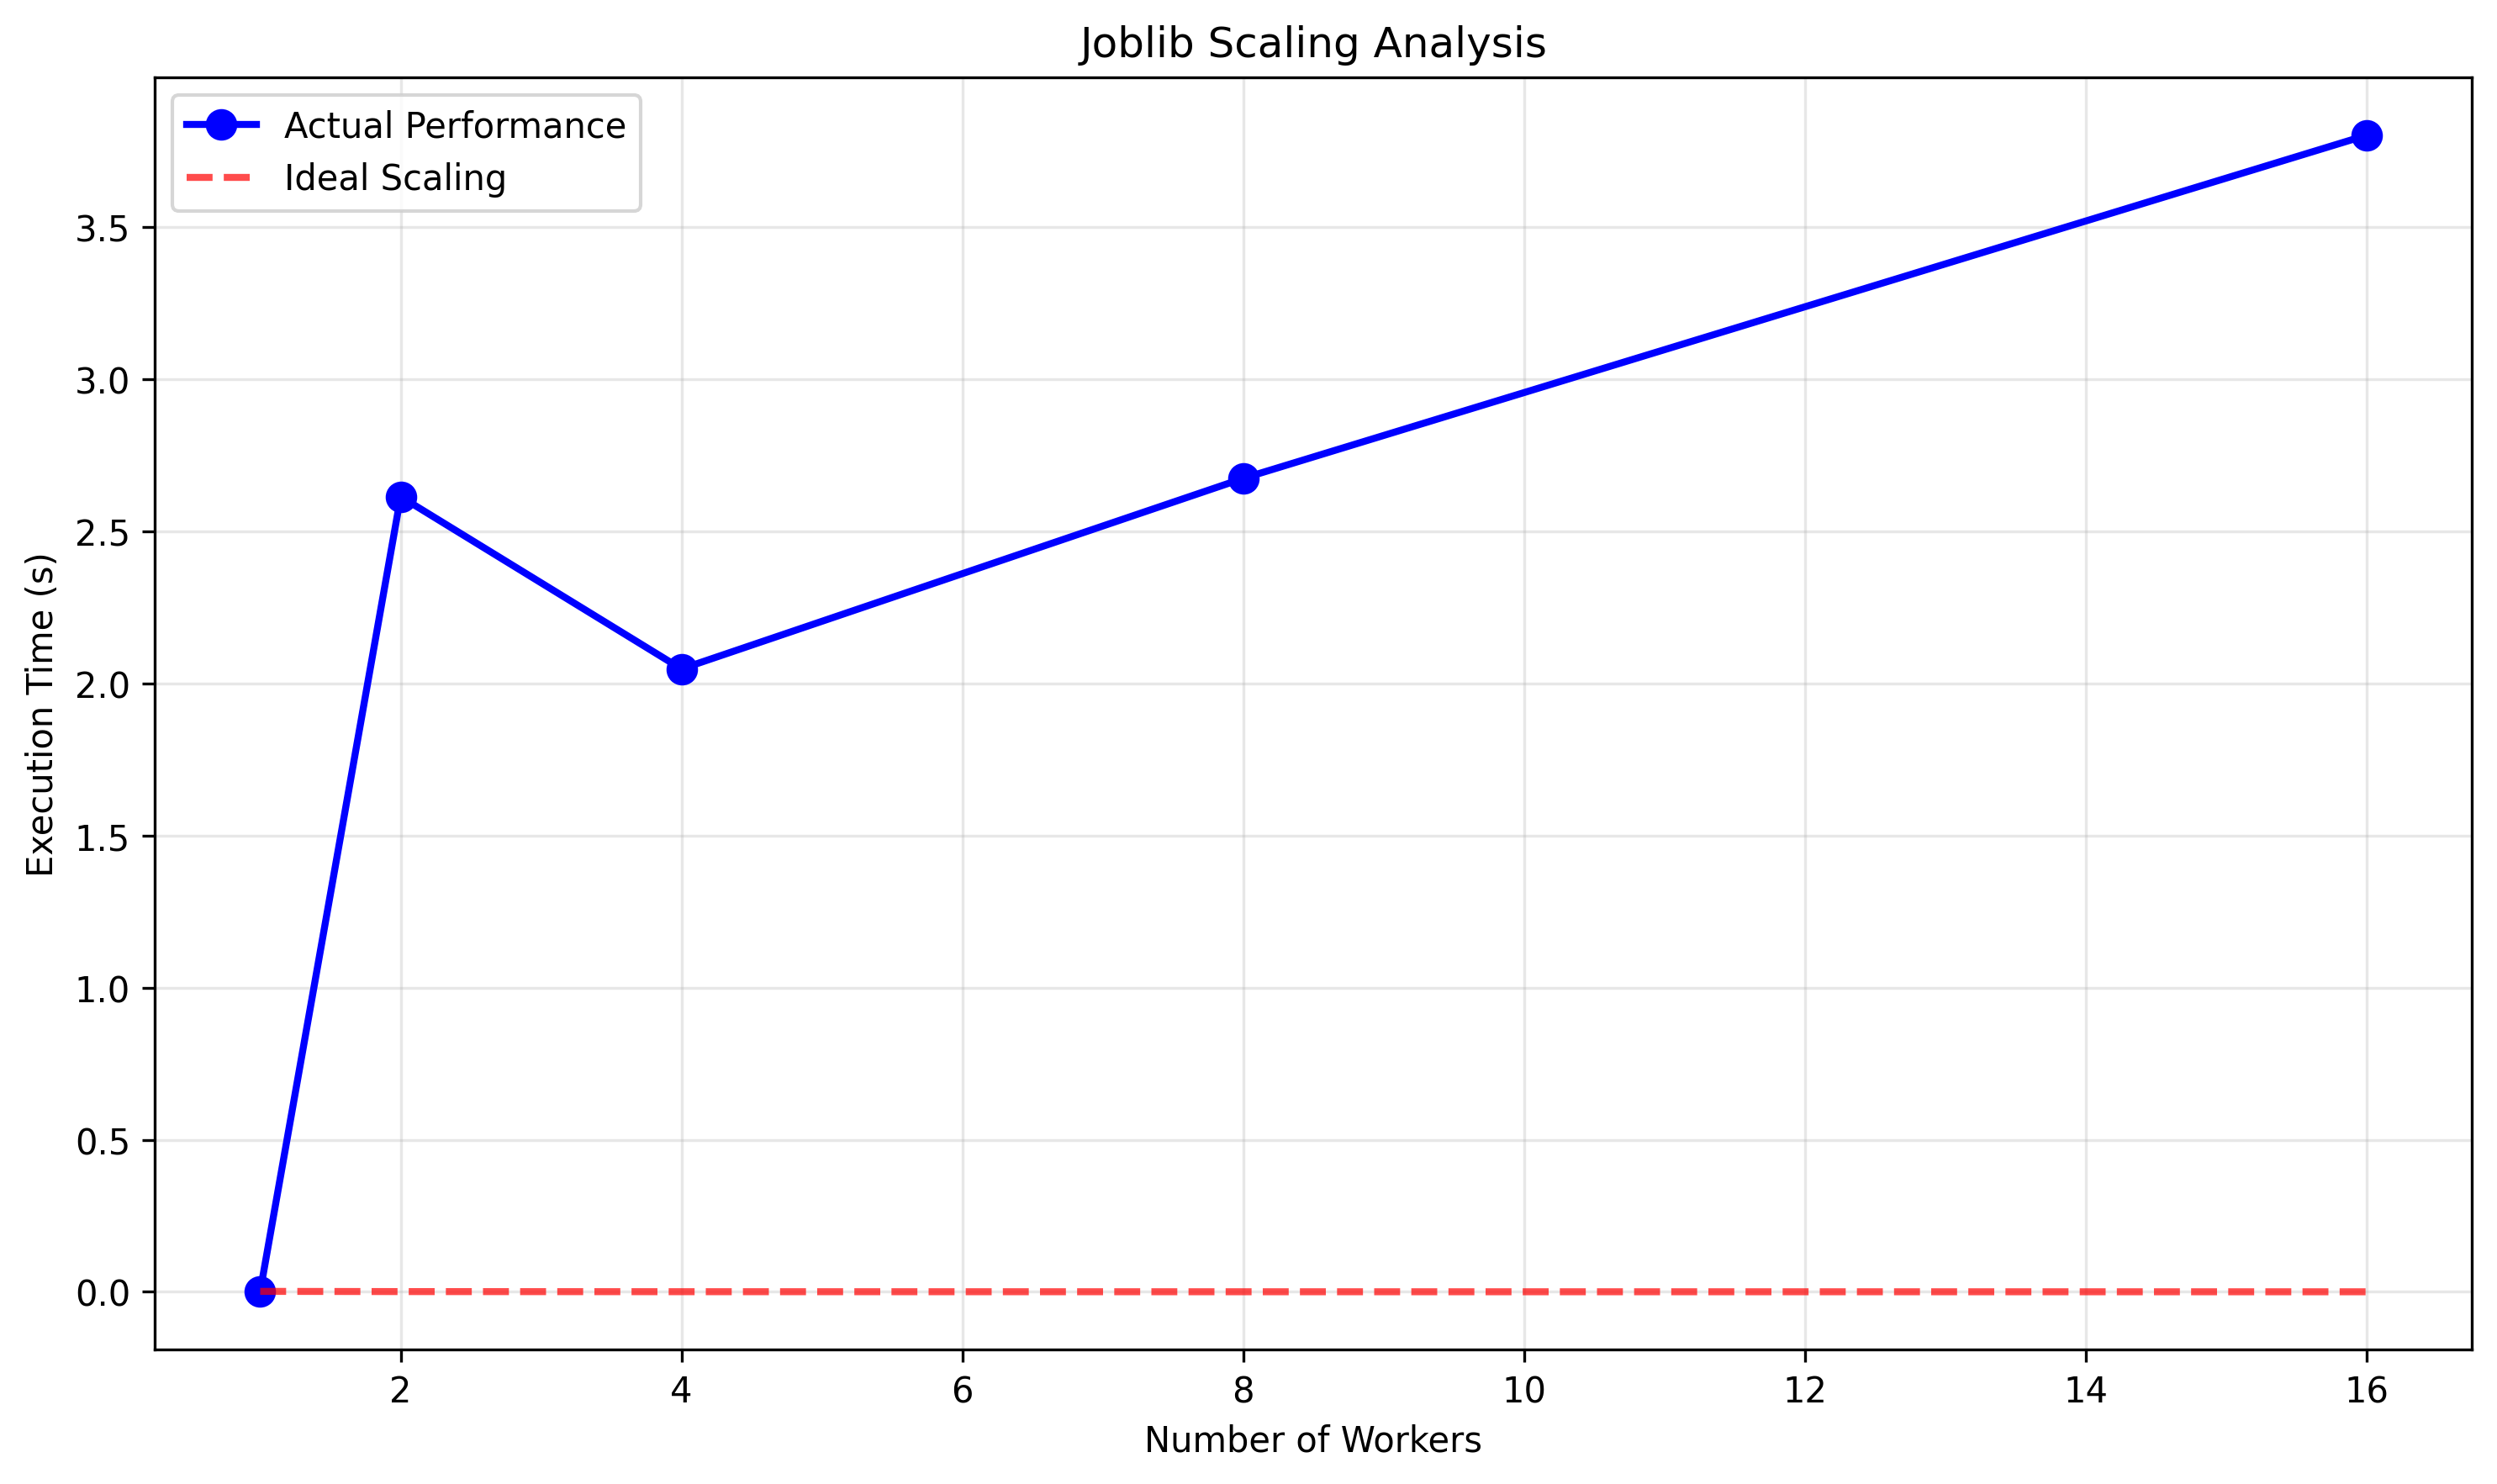 Joblib Scaling Analysis
Actual Performance
Ideal Scaling
3.5
3.0
2.5
2.0
1.5
1.0
0.5
0.0
Execution Time (s)
2 4 6 8 10 12 14 16
Number of Workers